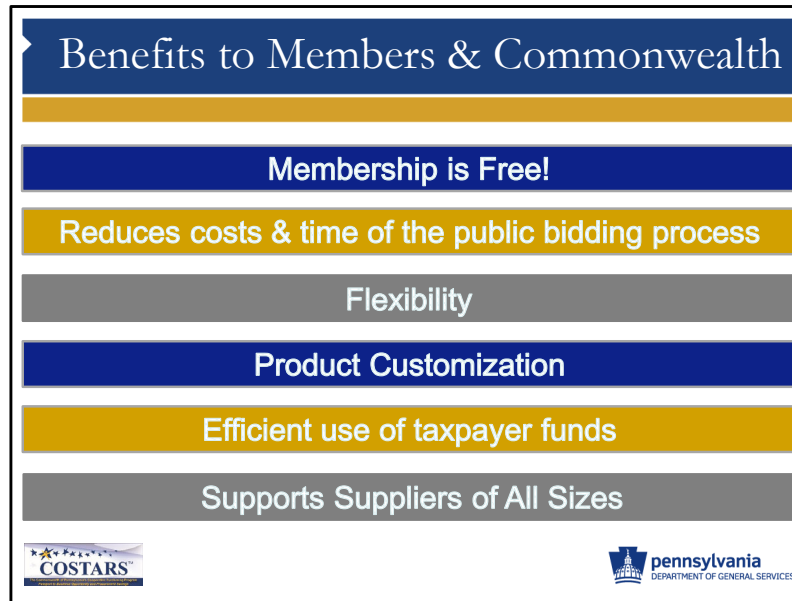 Benefits to Members & Commonwealth
Membership is Free!
Reduces costs & time of the public bidding process
Flexibility
Product Customization
Efficient use of taxpayer funds
Supports Suppliers of All Sizes
COSTARS™
pennsylvania
DEPARTMENT OF GENERAL SERVICES